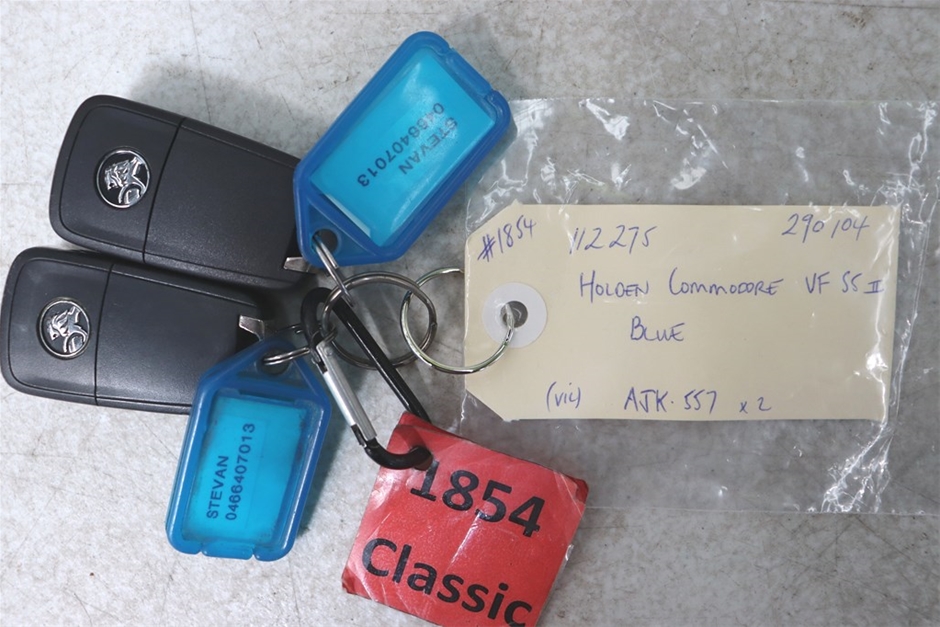 STEVAN
0466407013
#1854 112275 290104
HOLDEN COMMODORE VF SS II
BLUE
(VIC) AJK·557 x2
STEVAN
0466407013
1854
Classic